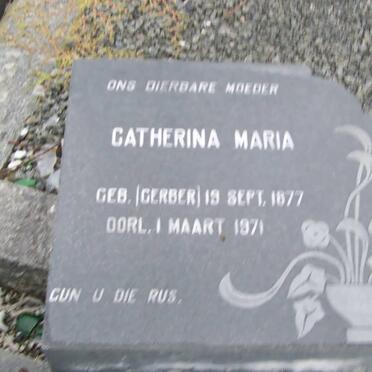 ONS DIERBARE MOEDER
CATHERINA MARIA
GEB. [GERBER] 19 SEPT. 1877
OORL. 1 MAART 1971
GUN U DIE RUS.